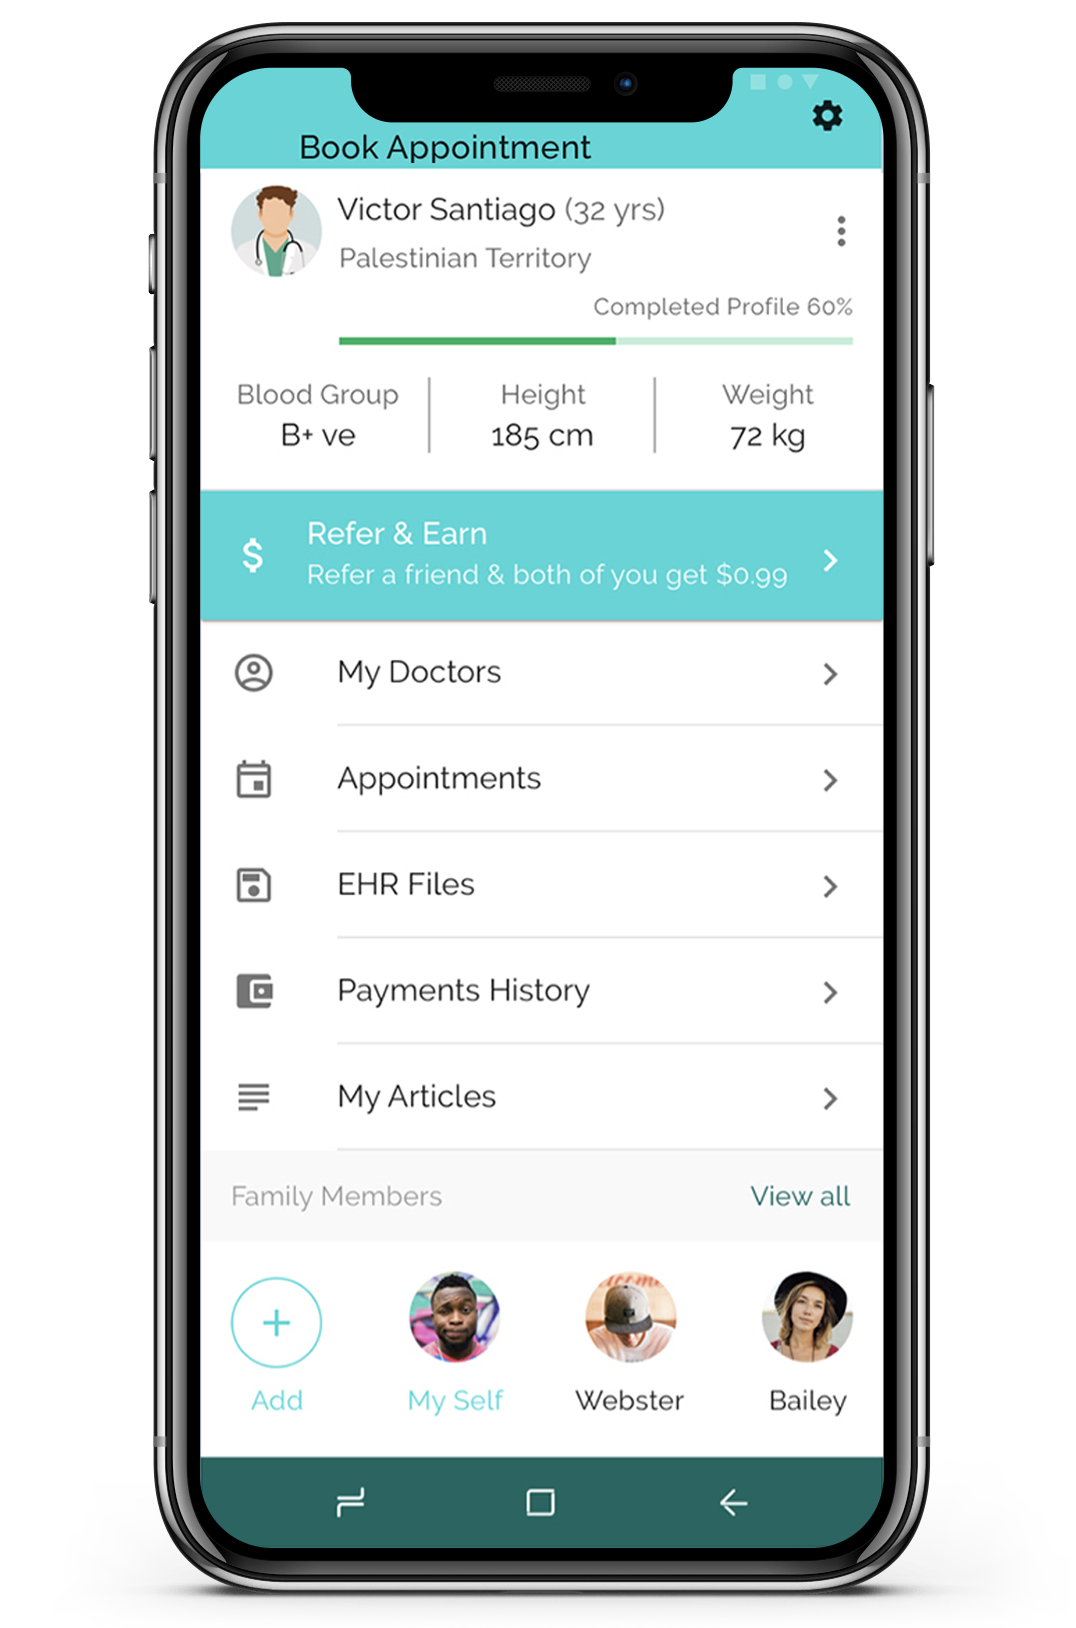 Book Appointment
Victor Santiago (32 yrs)
Palestinian Territory
Completed Profile 60%
Blood Group
Height
Weight
B+ ve
185 cm
72 kg
$
Refer & Earn
Refer a friend & both of you get $0.99
My Doctors
Appointments
EHR Files
Payments History
My Articles
Family Members
View all
Add
My Self
Webster
Bailey